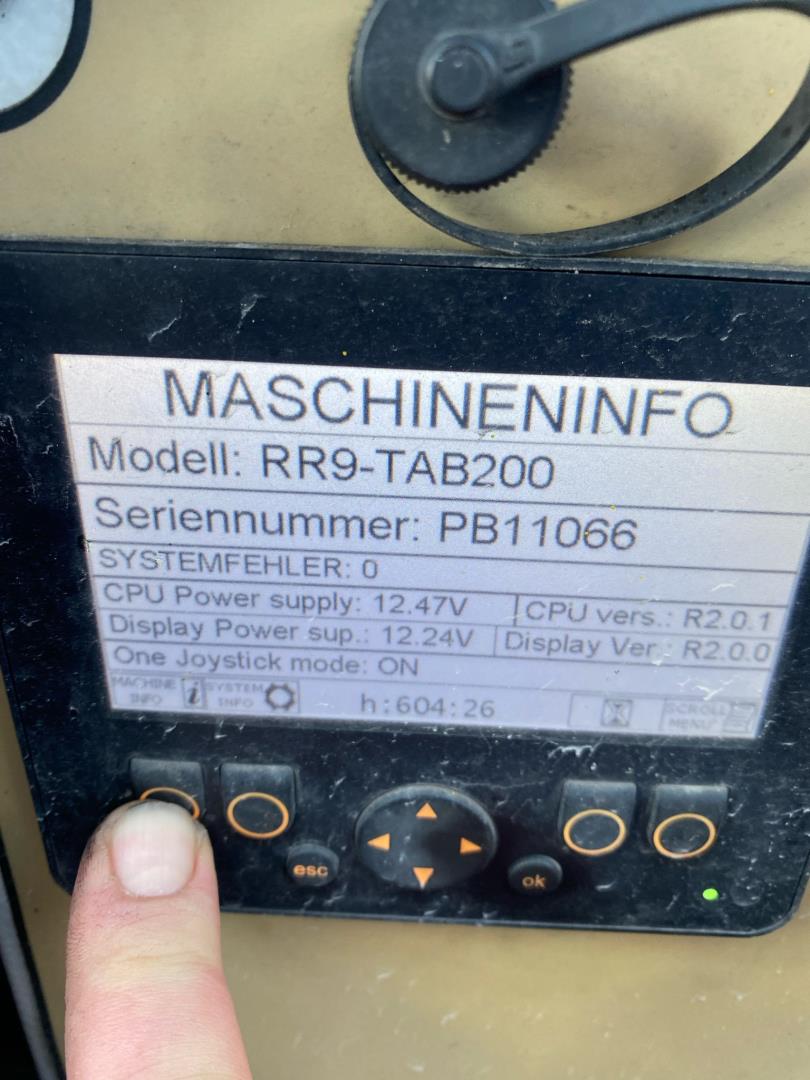 MASCHINENINFO
Modell: RR9-TAB200
Seriennummer: PB11066
SYSTEMFEHLER: 0
CPU Power supply: 12.47V CPU vers.: R2.0.1
Display Power sup.: 12.24V Display Ver.: R2.0.0
One Joystick mode: ON
MACHINE INFO i SYSTEM INFO h:604:26 SCROLL MENU
esc ok